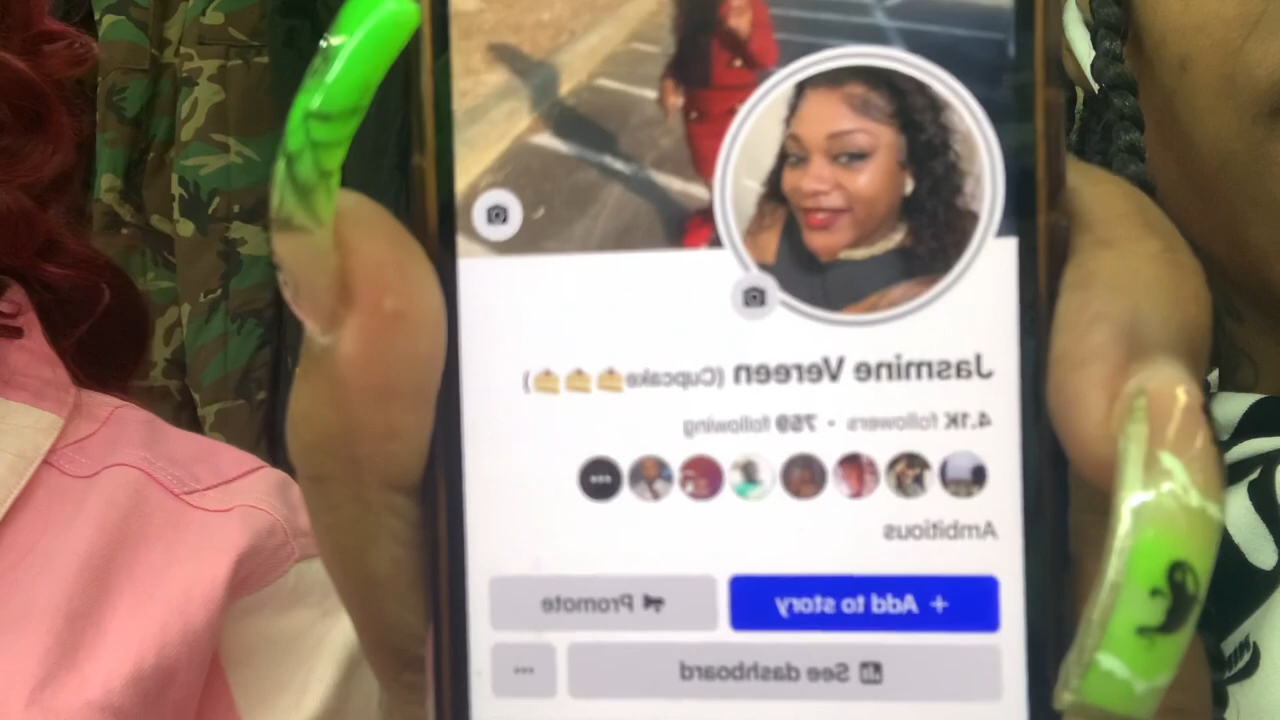 Jasmine Vereen (Cupcake🍰🍰🍰)
4.1K followers • 759 following
Ambitious
+ Add to story
Promote
See dashboard